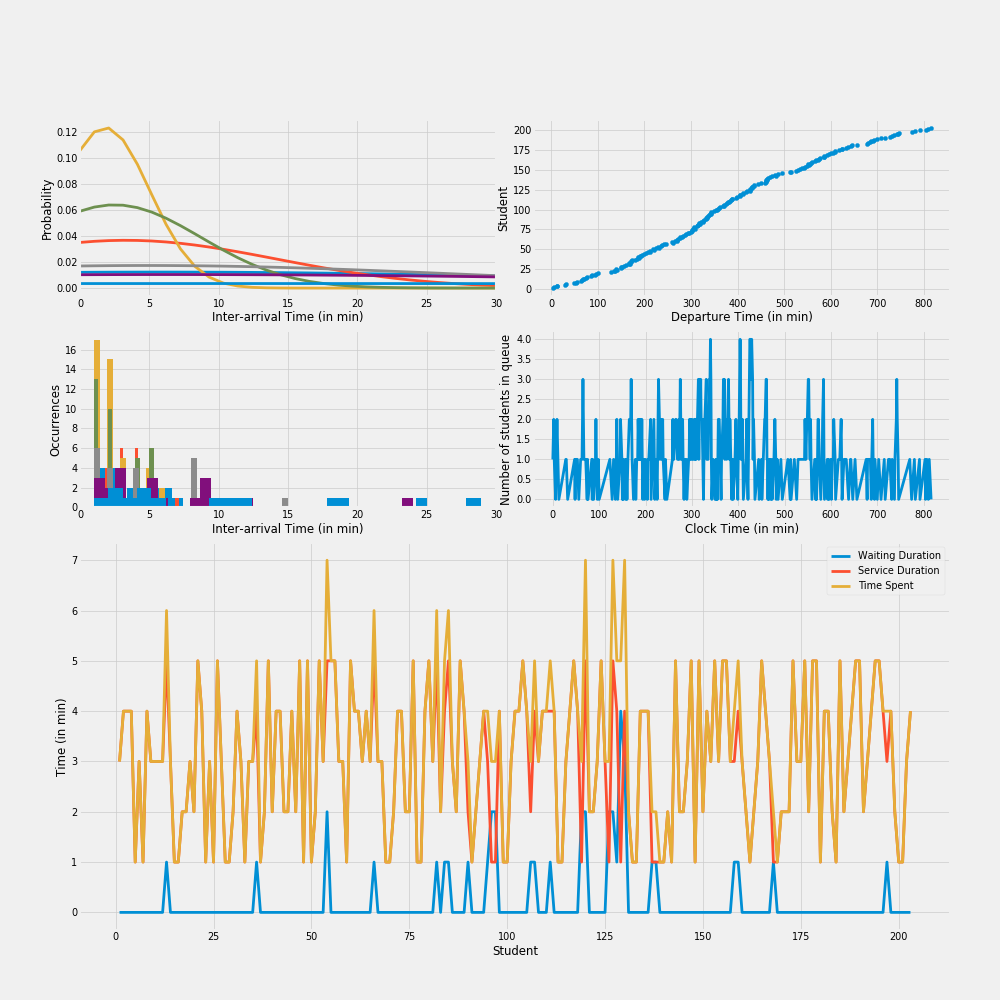 0.12
0.10
0.08
0.06
0.04
0.02
0.00
Probability
0 5 10 15 20 25 30
Inter-arrival Time (in min)
200
175
150
125
100
75
50
25
0
Student
0 100 200 300 400 500 600 700 800
Departure Time (in min)
16
14
12
10
8
6
4
2
0
Occurrences
0 5 10 15 20 25 30
Inter-arrival Time (in min)
4.0
3.5
3.0
2.5
2.0
1.5
1.0
0.5
0.0
Number of students in queue
0 100 200 300 400 500 600 700 800
Clock Time (in min)
Waiting Duration
Service Duration
Time Spent
7
6
5
4
3
2
1
0
Time (in min)
0 25 50 75 100 125 150 175 200
Student